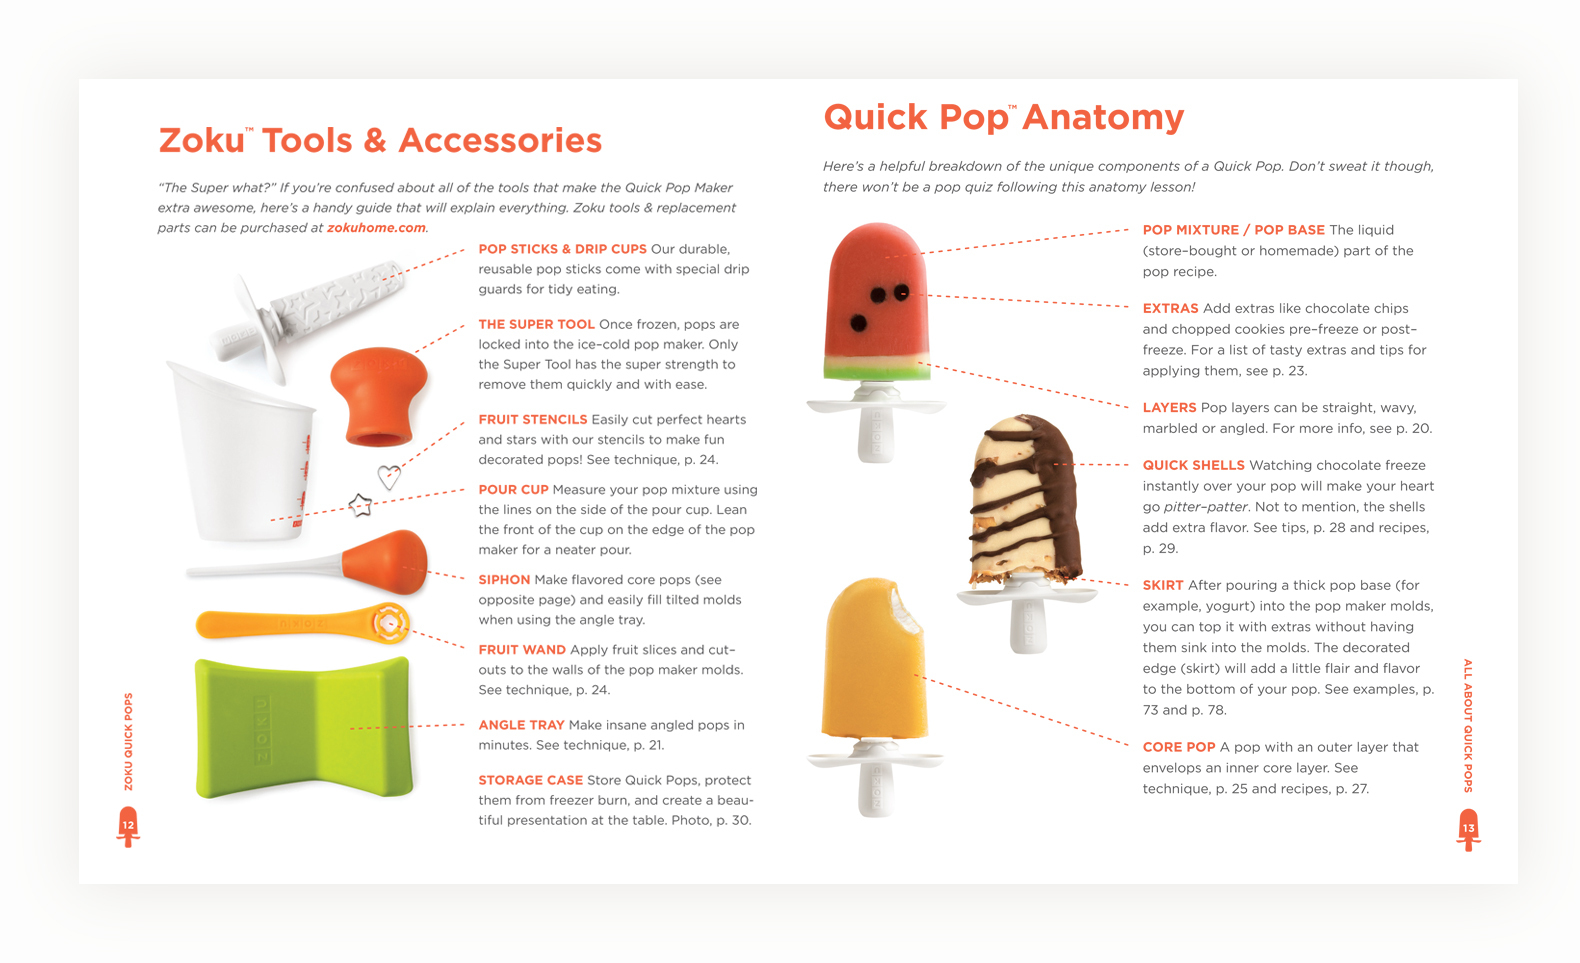 Zoku™ Tools & Accessories
“The Super what?” If you’re confused about all of the tools that make the Quick Pop Maker
extra awesome, here’s a handy guide that will explain everything. Zoku tools & replacement
parts can be purchased at zokuhome.com.
POP STICKS & DRIP CUPS Our durable,
reusable pop sticks come with special drip
guards for tidy eating.
THE SUPER TOOL Once frozen, pops are
locked into the ice–cold pop maker. Only
the Super Tool has the super strength to
remove them quickly and with ease.
FRUIT STENCILS Easily cut perfect hearts
and stars with our stencils to make fun
decorated pops! See technique, p. 24.
POUR CUP Measure your pop mixture using
the lines on the side of the pour cup. Lean
the front of the cup on the edge of the pop
maker for a neater pour.
SIPHON Make flavored core pops (see
opposite page) and easily fill tilted molds
when using the angle tray.
FRUIT WAND Apply fruit slices and cut–
outs to the walls of the pop maker molds.
See technique, p. 24.
ANGLE TRAY Make insane angled pops in
minutes. See technique, p. 21.
STORAGE CASE Store Quick Pops, protect
them from freezer burn, and create a beau-
tiful presentation at the table. Photo, p. 30.
ZOKU
ZOKU
ZOKU QUICK POPS
12
Quick Pop™ Anatomy
Here’s a helpful breakdown of the unique components of a Quick Pop. Don’t sweat it though,
there won’t be a pop quiz following this anatomy lesson!
POP MIXTURE / POP BASE The liquid
(store–bought or homemade) part of the
pop recipe.
EXTRAS Add extras like chocolate chips
and chopped cookies pre–freeze or post–
freeze. For a list of tasty extras and tips for
applying them, see p. 23.
LAYERS Pop layers can be straight, wavy,
marbled or angled. For more info, see p. 20.
QUICK SHELLS Watching chocolate freeze
instantly over your pop will make your heart
go pitter–patter. Not to mention, the shells
add extra flavor. See tips, p. 28 and recipes,
p. 29.
SKIRT After pouring a thick pop base (for
example, yogurt) into the pop maker molds,
you can top it with extras without having
them sink into the molds. The decorated
edge (skirt) will add a little flair and flavor
to the bottom of your pop. See examples, p.
73 and p. 78.
CORE POP A pop with an outer layer that
envelops an inner core layer. See
technique, p. 25 and recipes, p. 27.
ZOKU
ZOKU
ZOKU
ALL ABOUT QUICK POPS
13